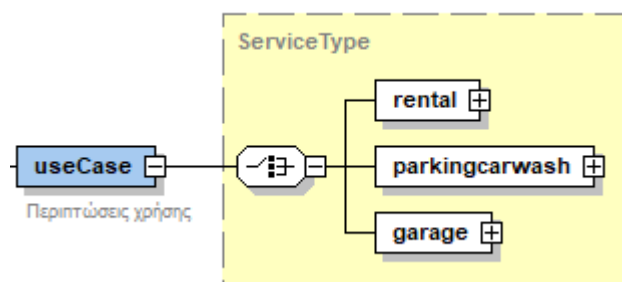 ServiceType
rental
useCase
parkingcarwash
Περιπτώσεις χρήσης
garage